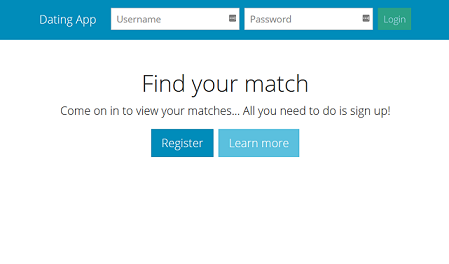 Dating App Username Password Login
Find your match
Come on in to view your matches... All you need to do is sign up!
Register Learn more